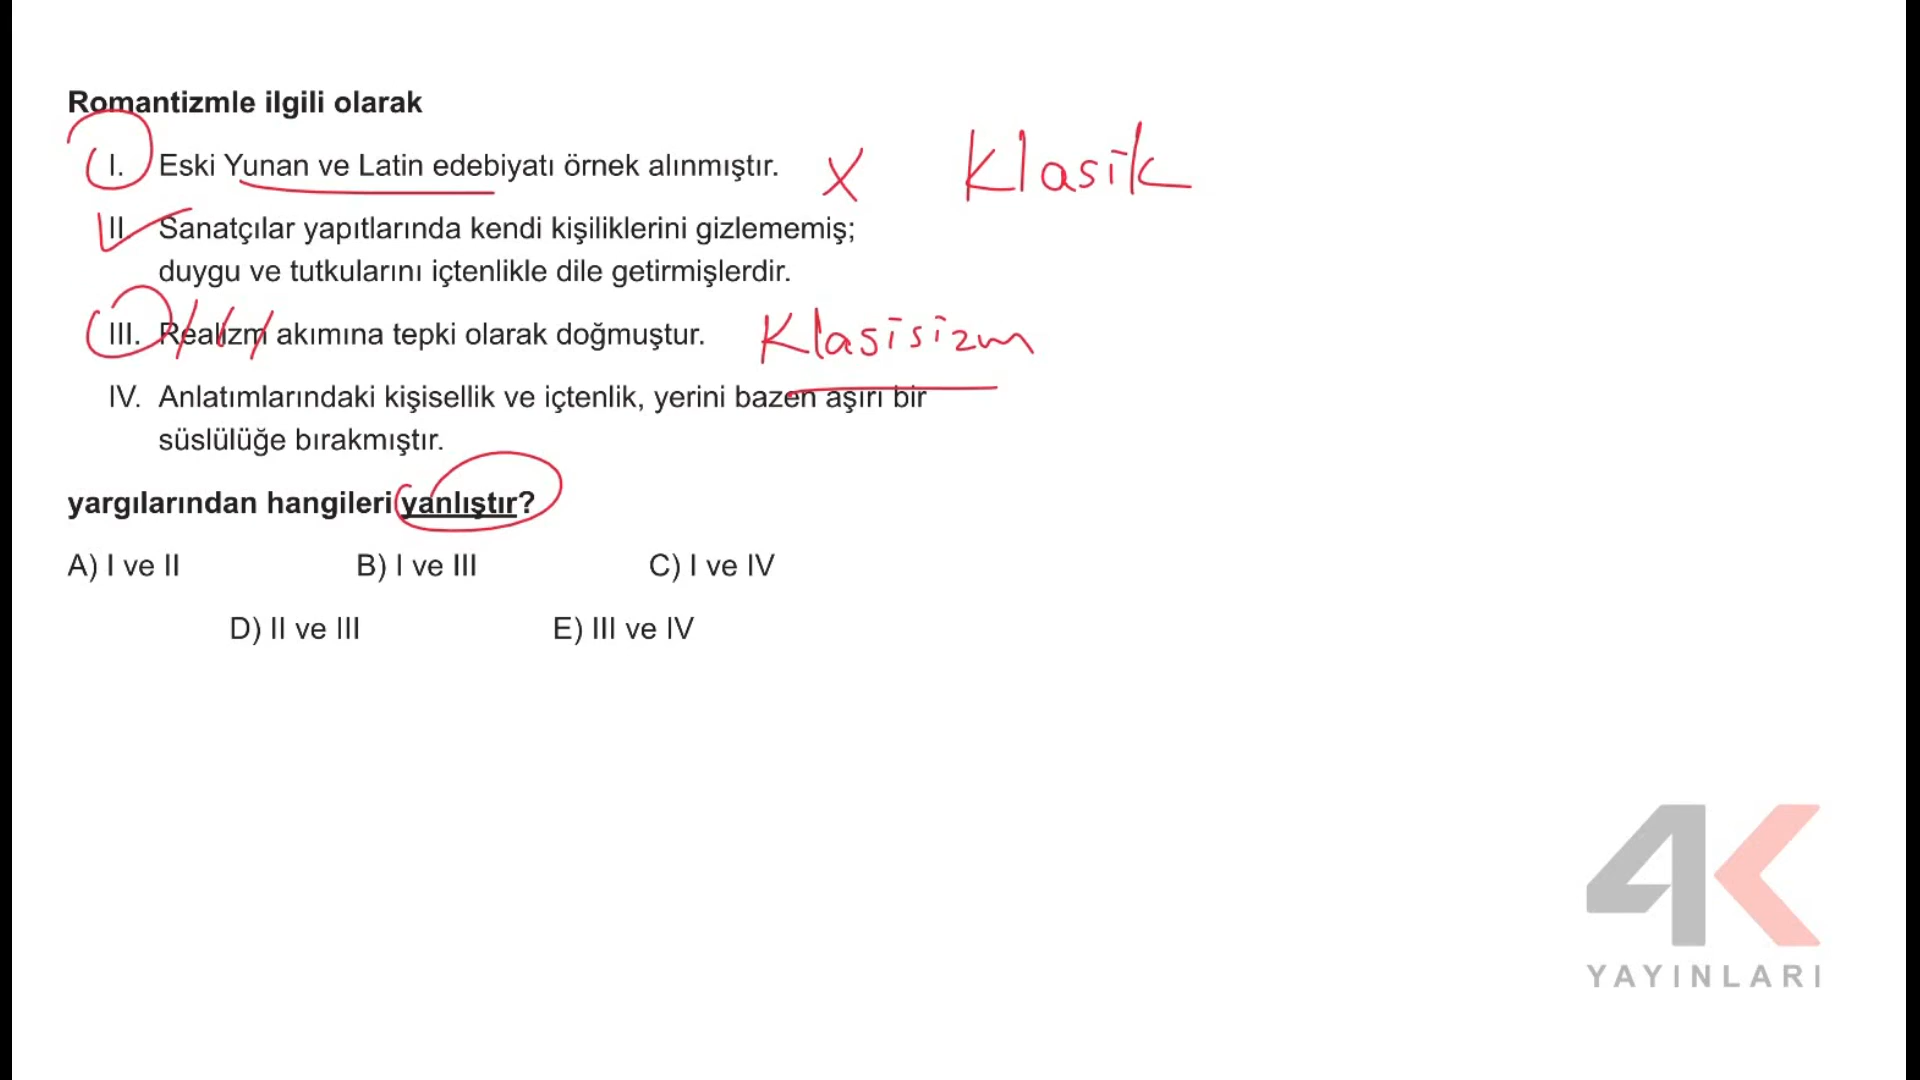 Romantizmle ilgili olarak
I. Eski Yunan ve Latin edebiyatı örnek alınmıştır. X Klasik
II. Sanatçılar yapıtlarında kendi kişiliklerini gizlememiş;
duygu ve tutkularını içtenlikle dile getirmişlerdir.
III. Realizm akımına tepki olarak doğmuştur. Klasisizm
IV. Anlatımlarındaki kişisellik ve içtenlik, yerini bazen aşırı bir
süslülüğe bırakmıştır.
yargılarından hangileri yanlıştır?
A) I ve II B) I ve III C) I ve IV
D) II ve III E) III ve IV
4K
YAYINLARI